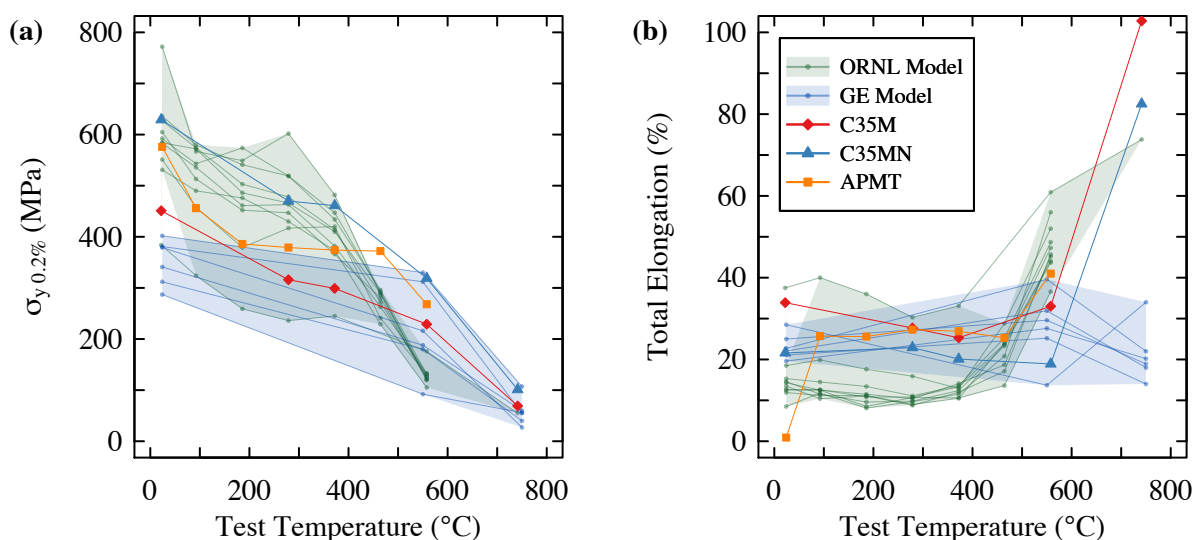 (a)
800
600
400
200
0
σy 0.2% (MPa)
0 200 400 600 800
Test Temperature (°C)
(b)
100
80
60
40
20
0
Total Elongation (%)
ORNL Model
GE Model
C35M
C35MN
APMT
0 200 400 600 800
Test Temperature (°C)